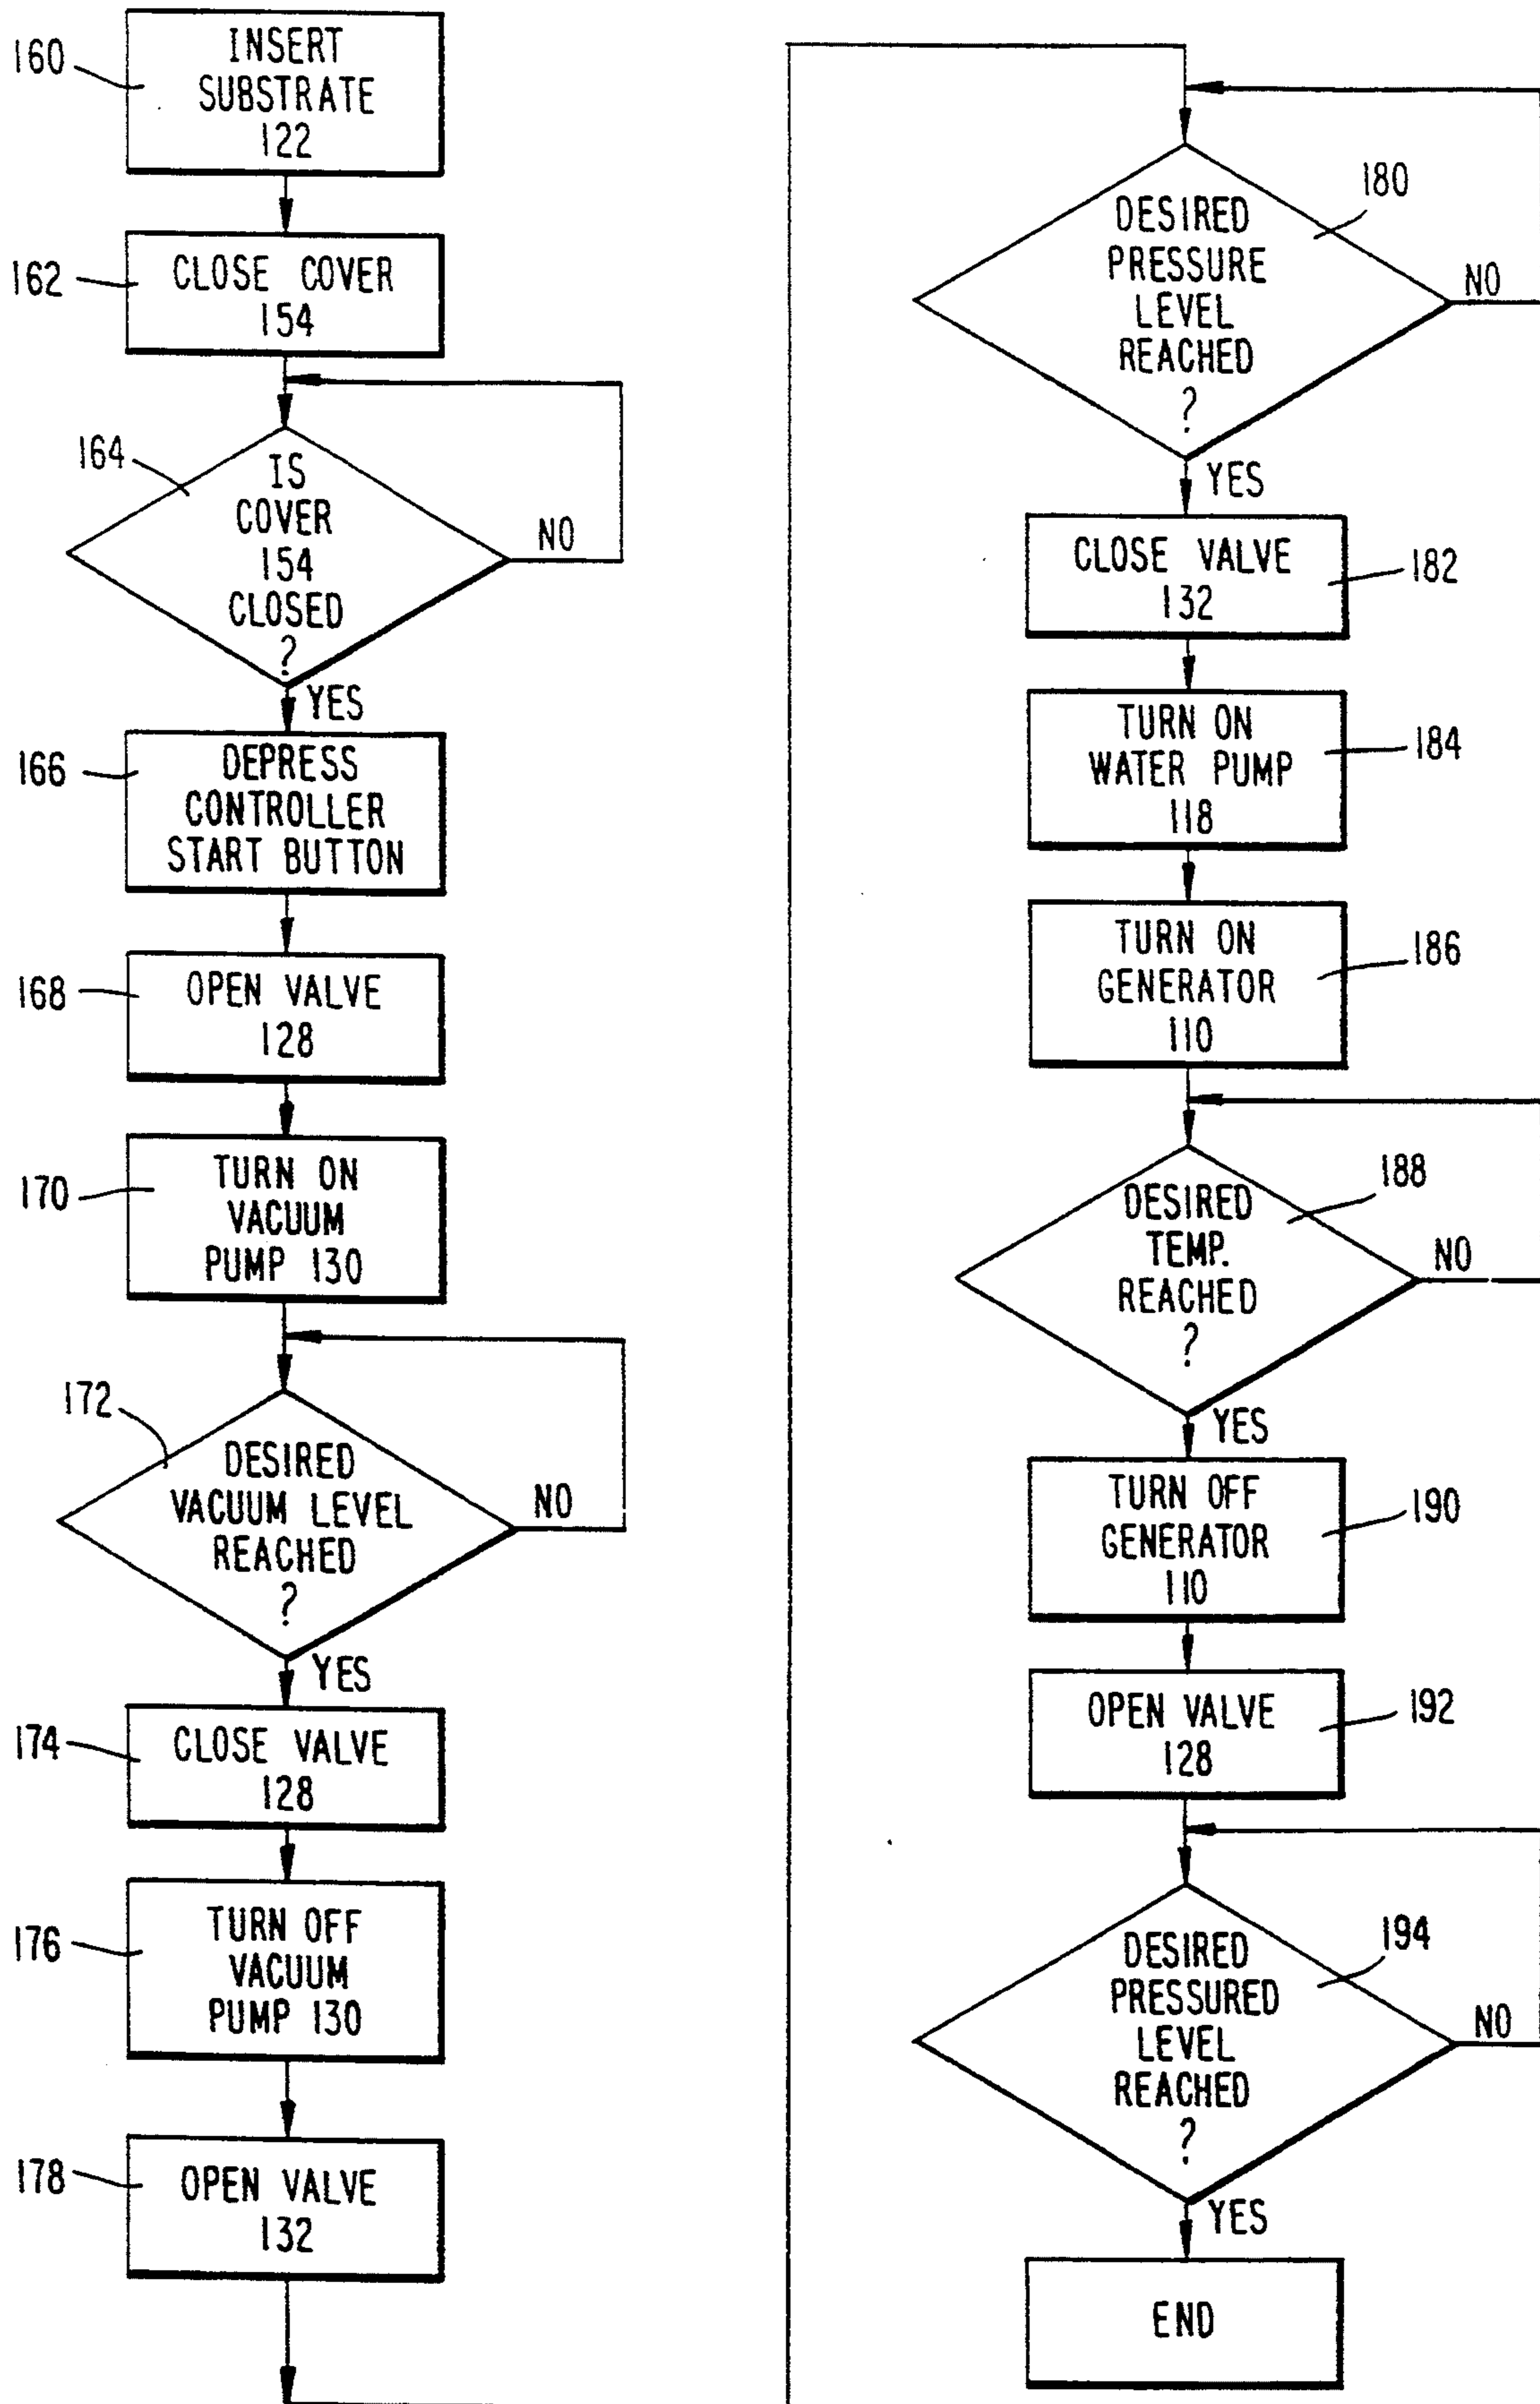 160
INSERT
SUBSTRATE
122
162
CLOSE COVER
154
164
IS
COVER
154
CLOSED
?
NO
YES
166
DEPRESS
CONTROLLER
START BUTTON
168
OPEN VALVE
128
170
TURN ON
VACUUM
PUMP 130
172
DESIRED
VACUUM LEVEL
REACHED
?
NO
YES
174
CLOSE VALVE
128
176
TURN OFF
VACUUM
PUMP 130
178
OPEN VALVE
132
180
DESIRED
PRESSURE
LEVEL
REACHED
?
NO
YES
CLOSE VALVE
132
182
TURN ON
WATER PUMP
118
184
TURN ON
GENERATOR
110
186
188
DESIRED
TEMP.
REACHED
?
NO
YES
TURN OFF
GENERATOR
110
190
OPEN VALVE
128
192
194
DESIRED
PRESSURED
LEVEL
REACHED
?
NO
YES
END